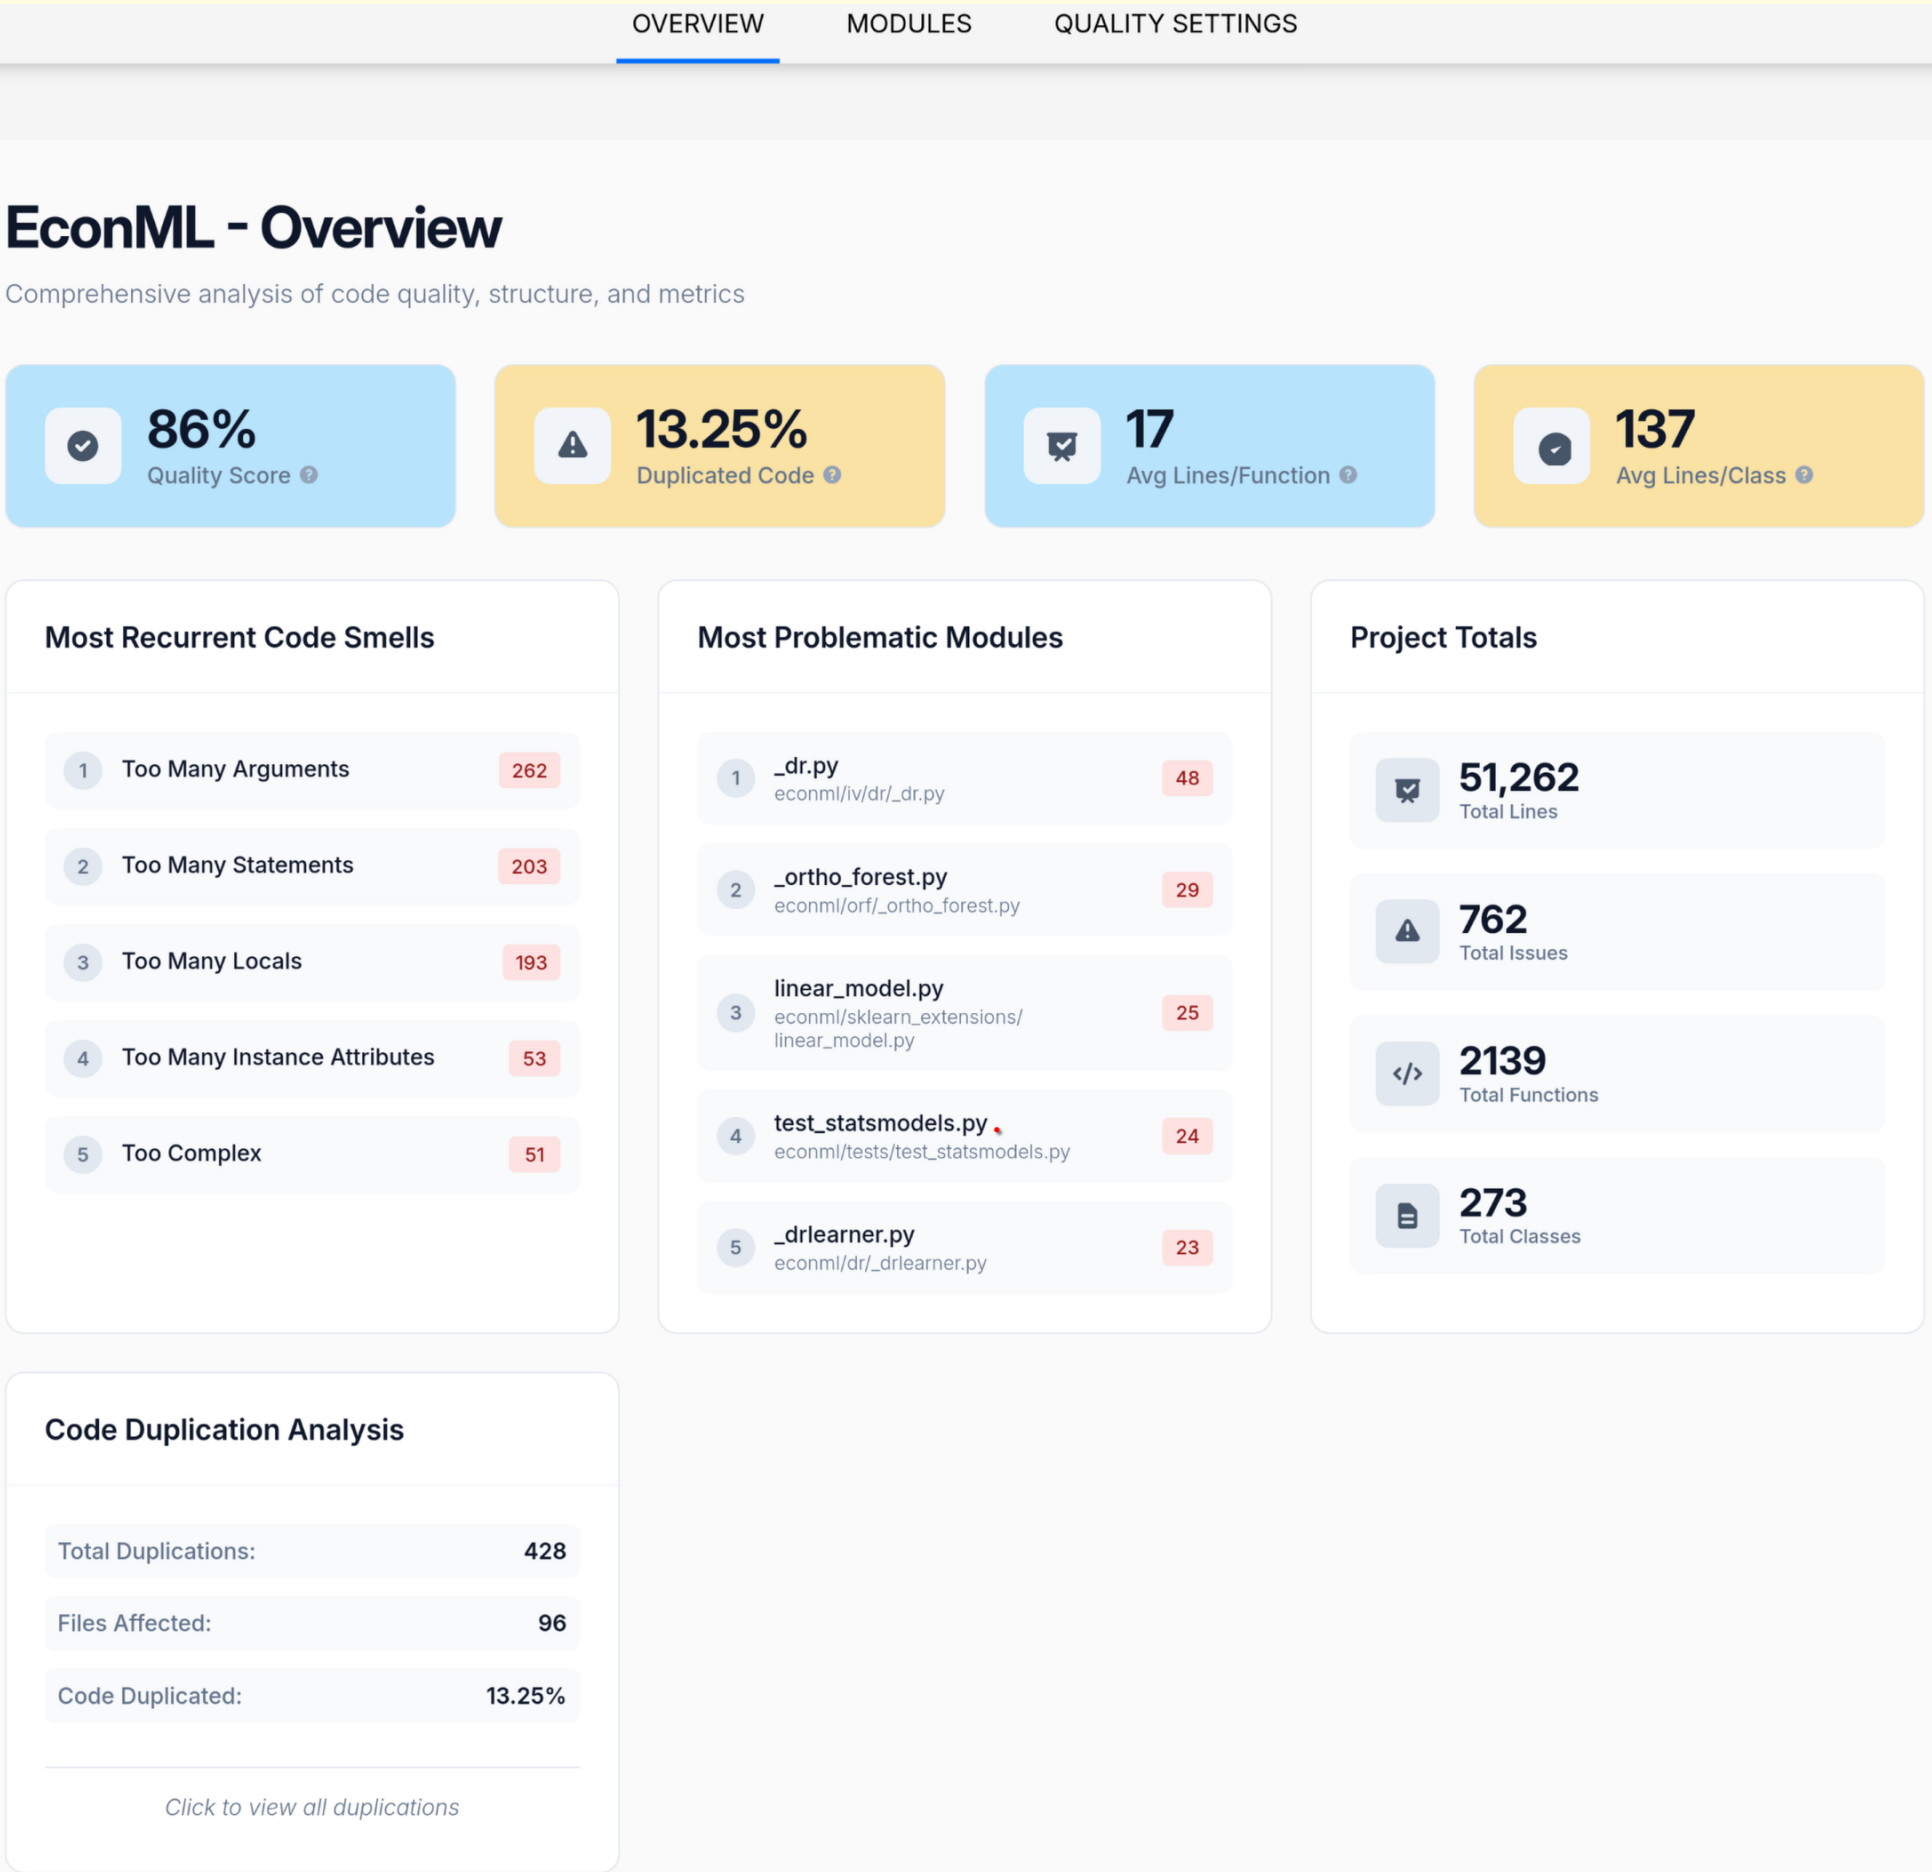 OVERVIEW MODULES QUALITY SETTINGS
EconML - Overview
Comprehensive analysis of code quality, structure, and metrics
86%
Quality Score ?
13.25%
Duplicated Code ?
17
Avg Lines/Function ?
137
Avg Lines/Class ?
Most Recurrent Code Smells
1 Too Many Arguments 262
2 Too Many Statements 203
3 Too Many Locals 193
4 Too Many Instance Attributes 53
5 Too Complex 51
Most Problematic Modules
1 _dr.py 48
econml/iv/dr/_dr.py
2 _ortho_forest.py 29
econml/orf/_ortho_forest.py
3 linear_model.py 25
econml/sklearn_extensions/
linear_model.py
4 test_statsmodels.py 24
econml/tests/test_statsmodels.py
5 _drlearner.py 23
econml/dr/_drlearner.py
Project Totals
51,262
Total Lines
762
Total Issues
2139
Total Functions
273
Total Classes
Code Duplication Analysis
Total Duplications: 428
Files Affected: 96
Code Duplicated: 13.25%
Click to view all duplications